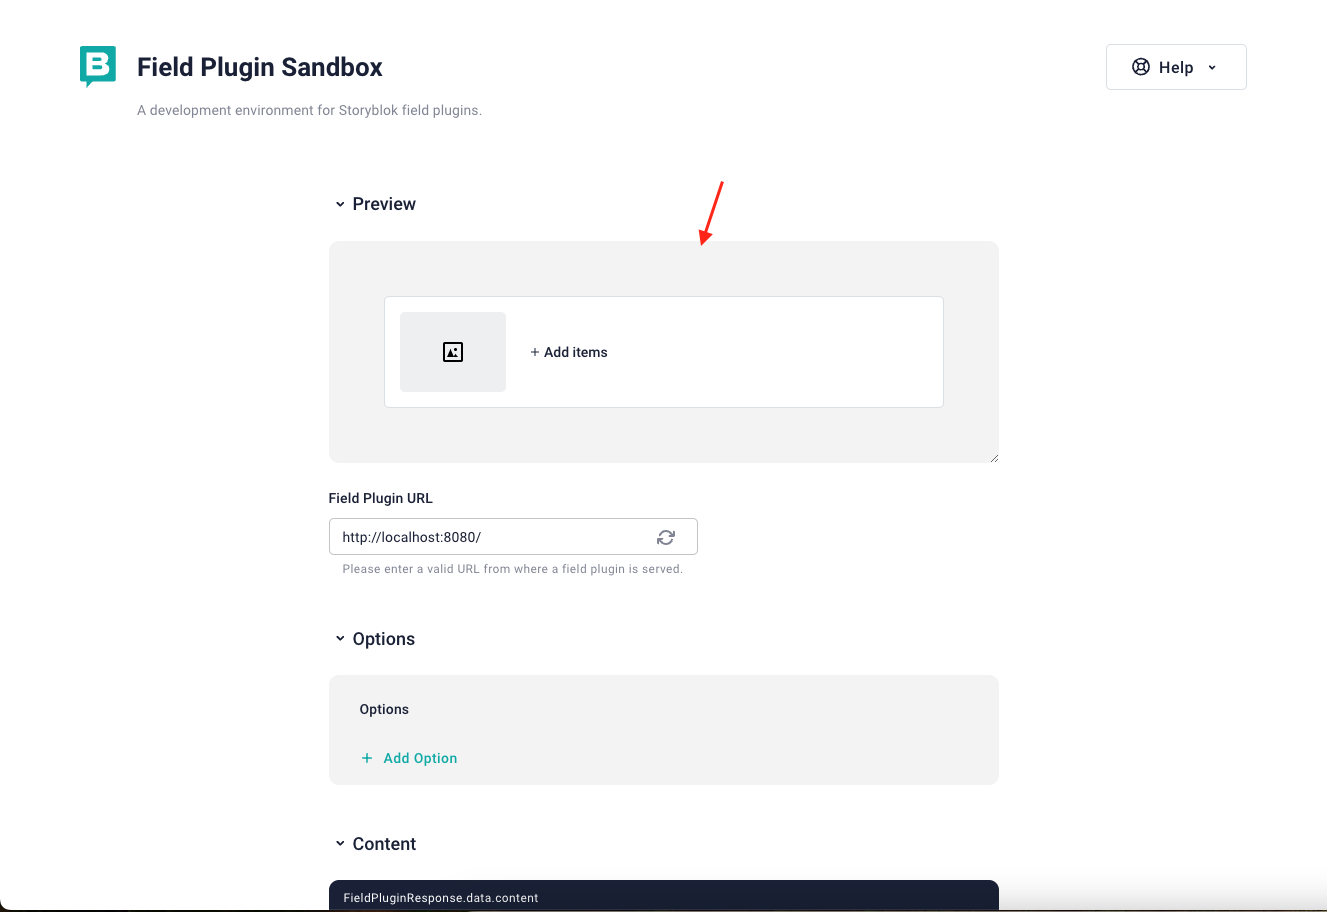 B
Field Plugin Sandbox
Help
A development environment for Storyblok field plugins.
Preview
+ Add items
Field Plugin URL
http://localhost:8080/
Please enter a valid URL from where a field plugin is served.
Options
Options
+ Add Option
Content
FieldPluginResponse.data.content